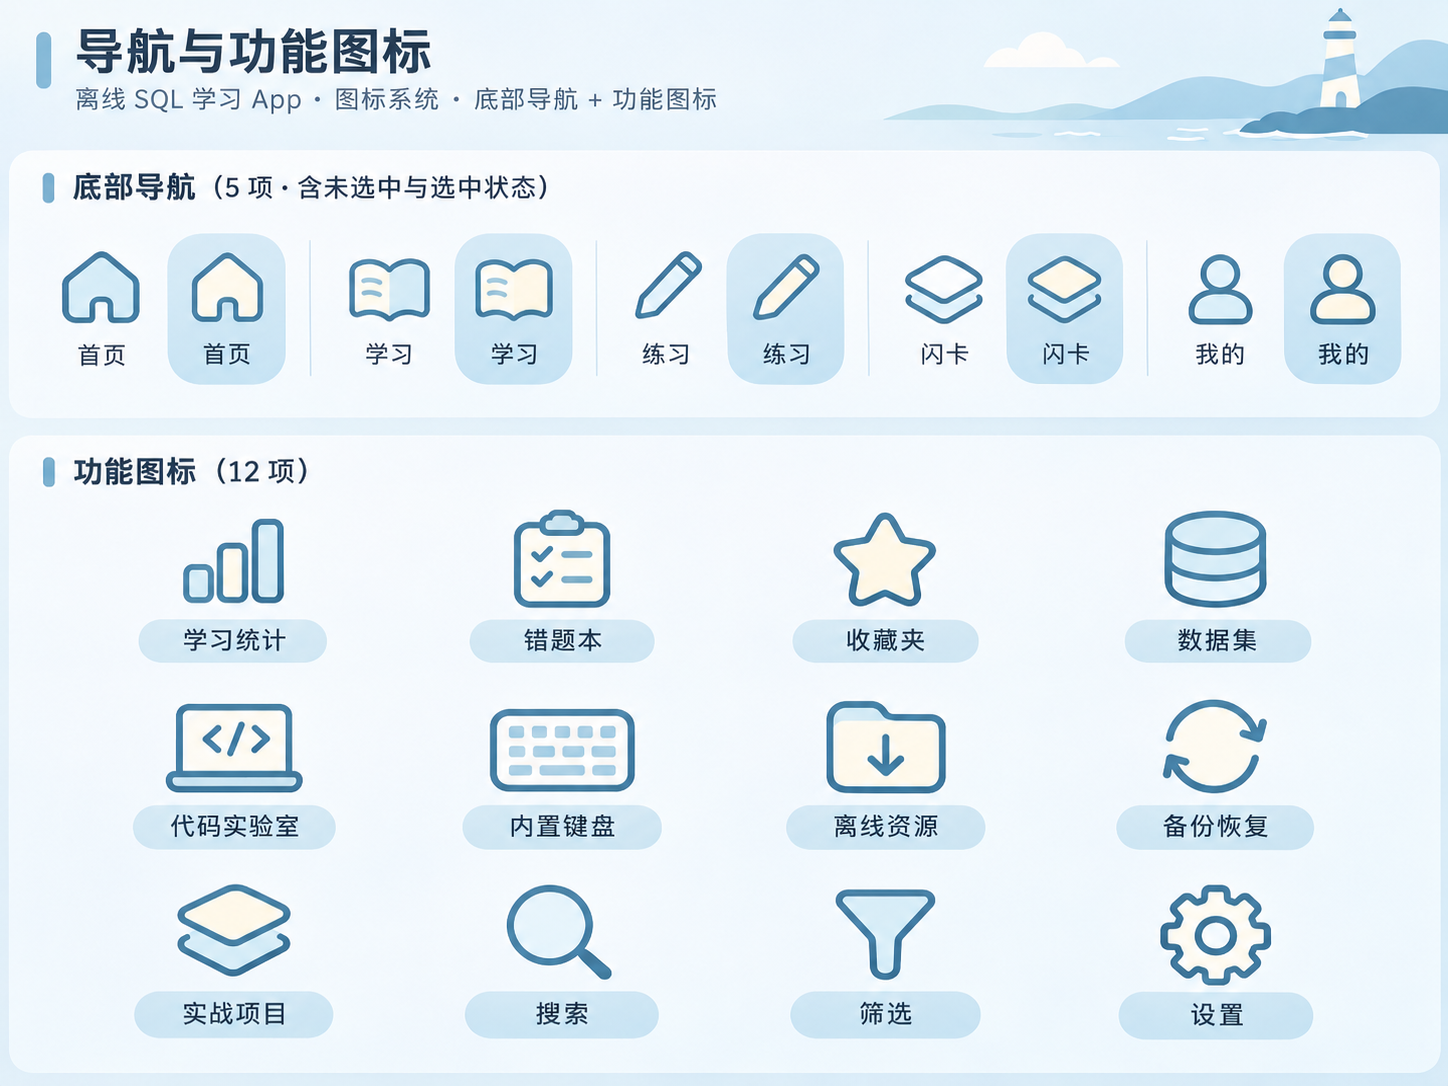 导航与功能图标
离线 SQL 学习 App · 图标系统 · 底部导航 + 功能图标
底部导航（5 项·含未选中与选中状态）
首页 首页 学习 学习 练习 练习 闪卡 闪卡 我的 我的
功能图标（12 项）
学习统计 错题本 收藏夹 数据集
</>
代码实验室 内置键盘 离线资源 备份恢复
实战项目 搜索 筛选 设置